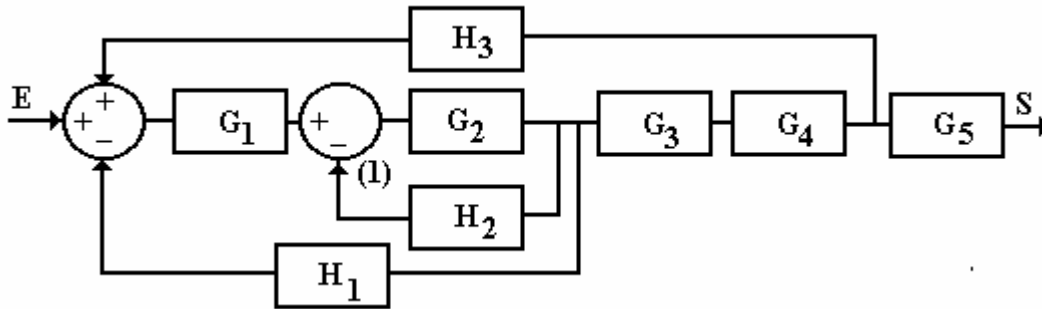 H3
E + + − G1 + − G2 G3 G4 G5 S
(1)
H2
H1